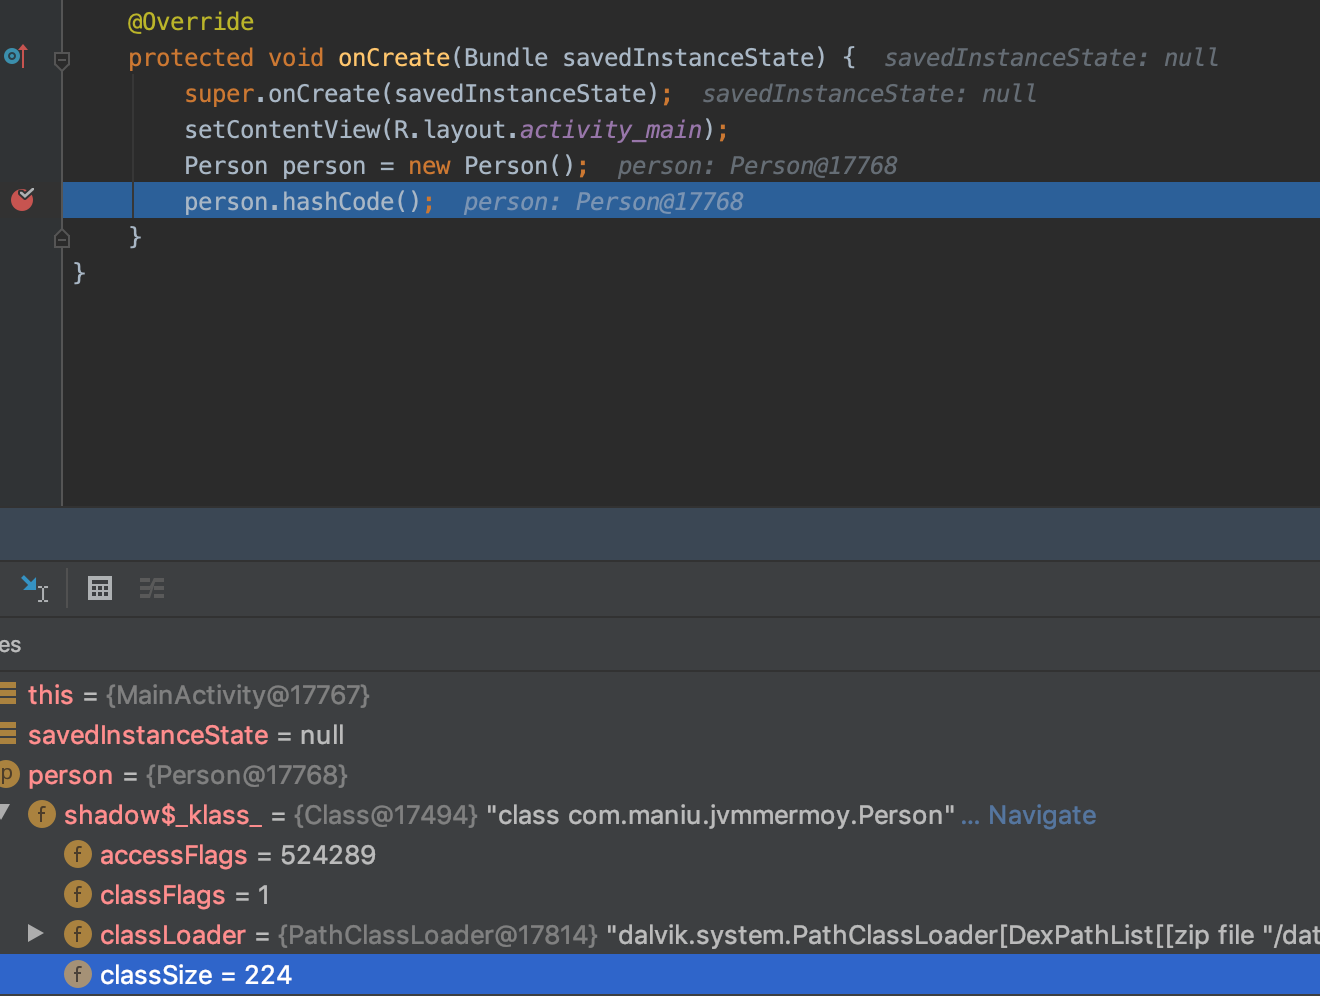 @Override
protected void onCreate(Bundle savedInstanceState) { savedInstanceState: null
super.onCreate(savedInstanceState); savedInstanceState: null
setContentView(R.layout.activity_main);
Person person = new Person(); person: Person@17768
person.hashCode(); person: Person@17768
}
}
es
this = {MainActivity@17767}
savedInstanceState = null
p person = {Person@17768}
f shadow$_klass_ = {Class@17494} "class com.maniu.jvmmermoy.Person" ... Navigate
f accessFlags = 524289
f classFlags = 1
f classLoader = {PathClassLoader@17814} "dalvik.system.PathClassLoader[DexPathList[[zip file "/dat
f classSize = 224